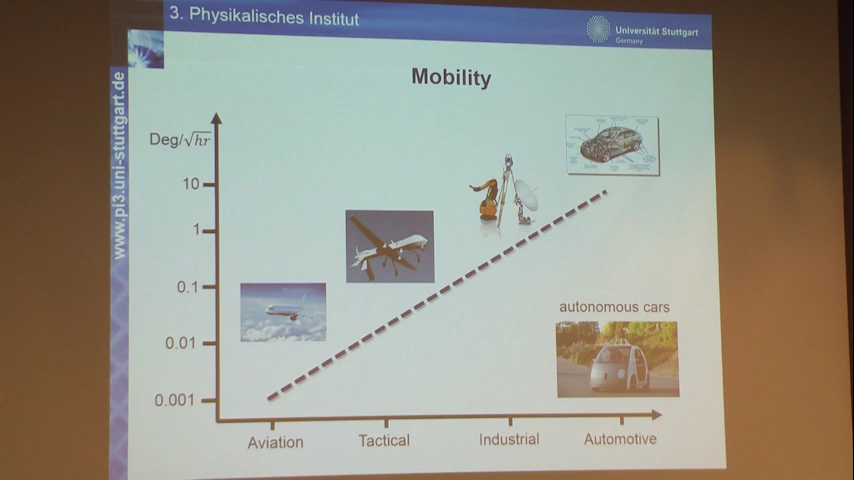 3. Physikalisches Institut
Universität Stuttgart
Germany
www.pi3.uni-stuttgart.de
Mobility
Deg/√hr
10
1
0.1
0.01
0.001
autonomous cars
Aviation
Tactical
Industrial
Automotive